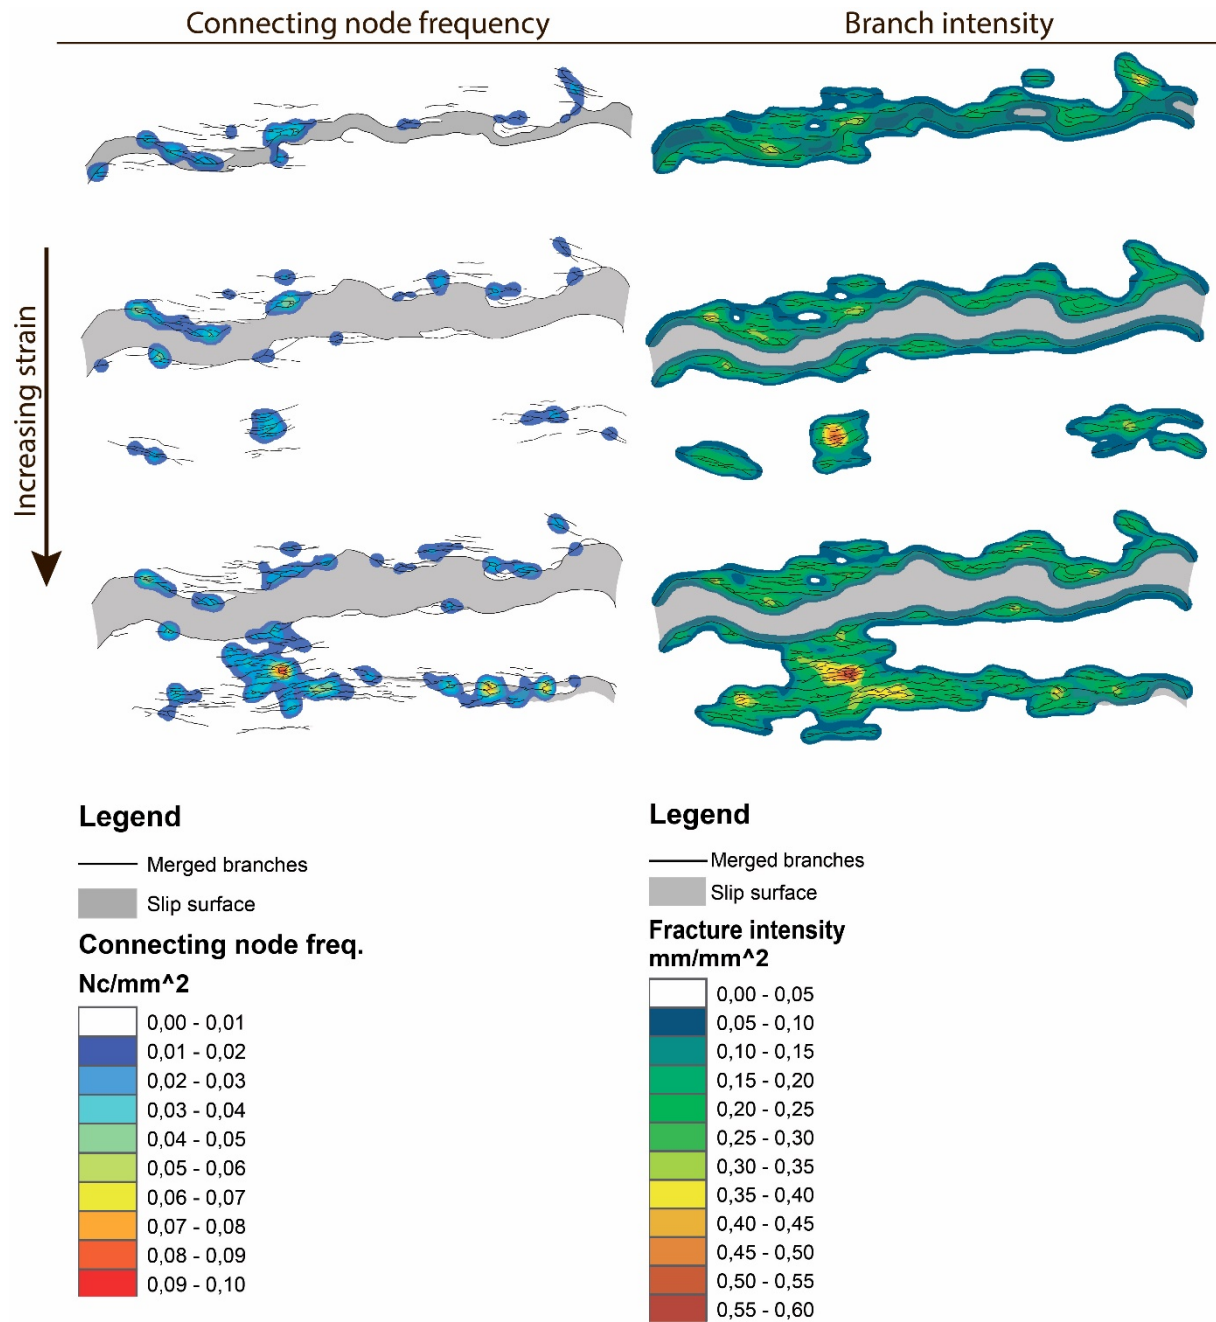 Connecting node frequency
Branch intensity
Increasing strain
Legend
Merged branches
Slip surface
Connecting node freq.
Nc/mm^2
0,00 - 0,01
0,01 - 0,02
0,02 - 0,03
0,03 - 0,04
0,04 - 0,05
0,05 - 0,06
0,06 - 0,07
0,07 - 0,08
0,08 - 0,09
0,09 - 0,10
Legend
Merged branches
Slip surface
Fracture intensity
mm/mm^2
0,00 - 0,05
0,05 - 0,10
0,10 - 0,15
0,15 - 0,20
0,20 - 0,25
0,25 - 0,30
0,30 - 0,35
0,35 - 0,40
0,40 - 0,45
0,45 - 0,50
0,50 - 0,55
0,55 - 0,60